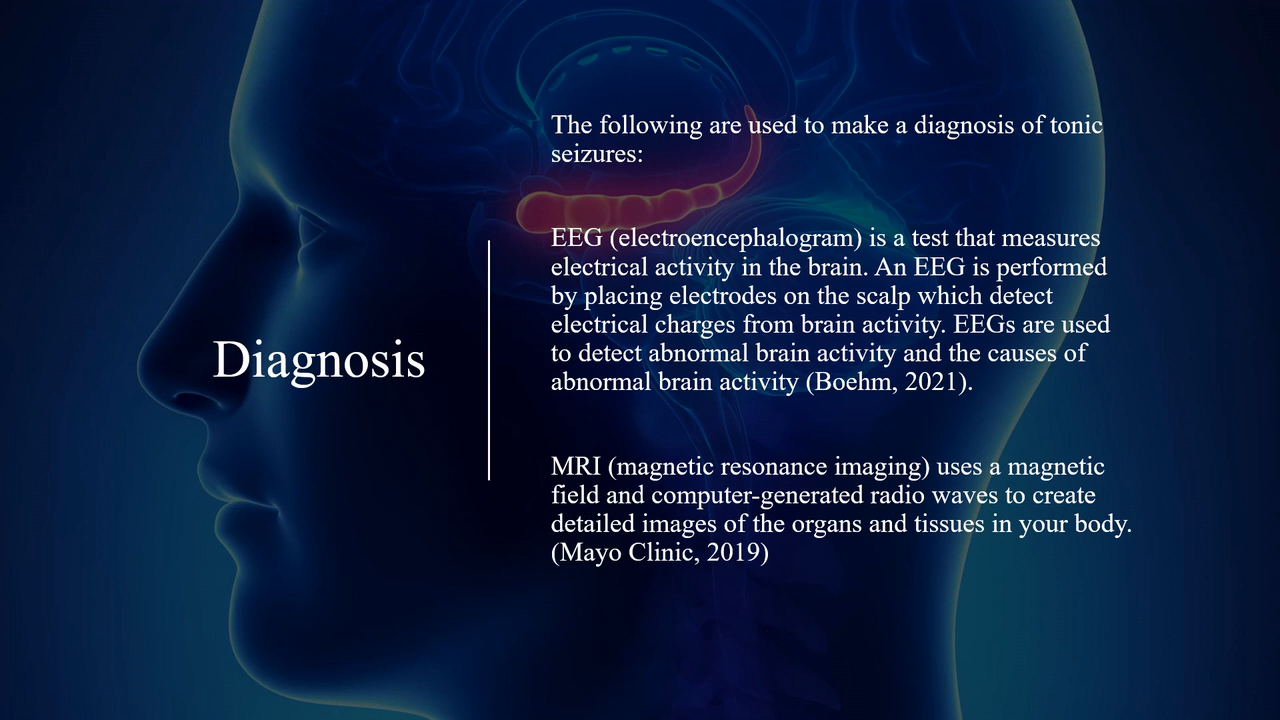 Diagnosis
The following are used to make a diagnosis of tonic
seizures:
EEG (electroencephalogram) is a test that measures
electrical activity in the brain. An EEG is performed
by placing electrodes on the scalp which detect
electrical charges from brain activity. EEGs are used
to detect abnormal brain activity and the causes of
abnormal brain activity (Boehm, 2021).
MRI (magnetic resonance imaging) uses a magnetic
field and computer-generated radio waves to create
detailed images of the organs and tissues in your body.
(Mayo Clinic, 2019)